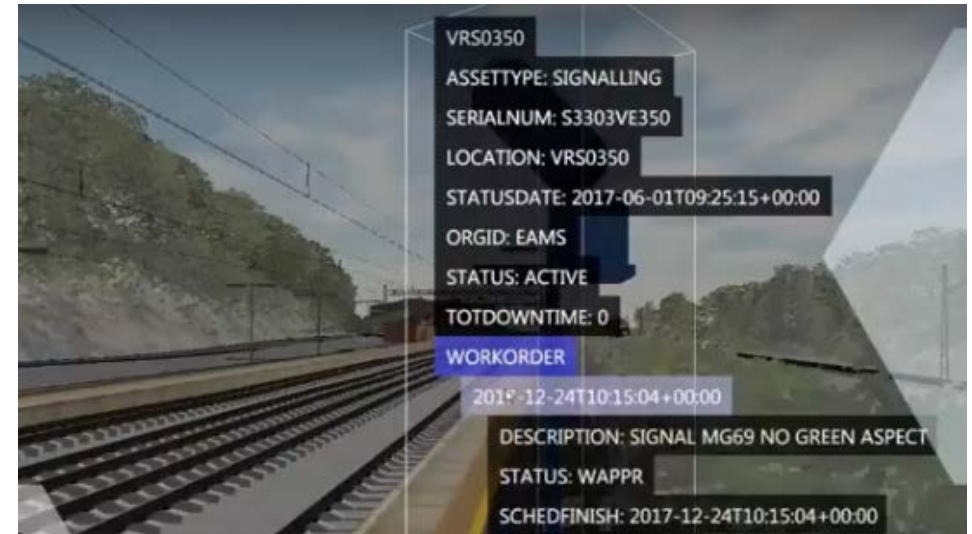 VRS0350
ASSETTYPE: SIGNALLING
SERIALNUM: S3303VE350
LOCATION: VRS0350
STATUSDATE: 2017-06-01T09:25:15+00:00
ORGID: EAMS
STATUS: ACTIVE
TOTDOWNTIME: 0
WORKORDER
2017-12-24T10:15:04+00:00
DESCRIPTION: SIGNAL MG69 NO GREEN ASPECT
STATUS: WAPPR
SCHEDFINISH: 2017-12-24T10:15:04+00:00